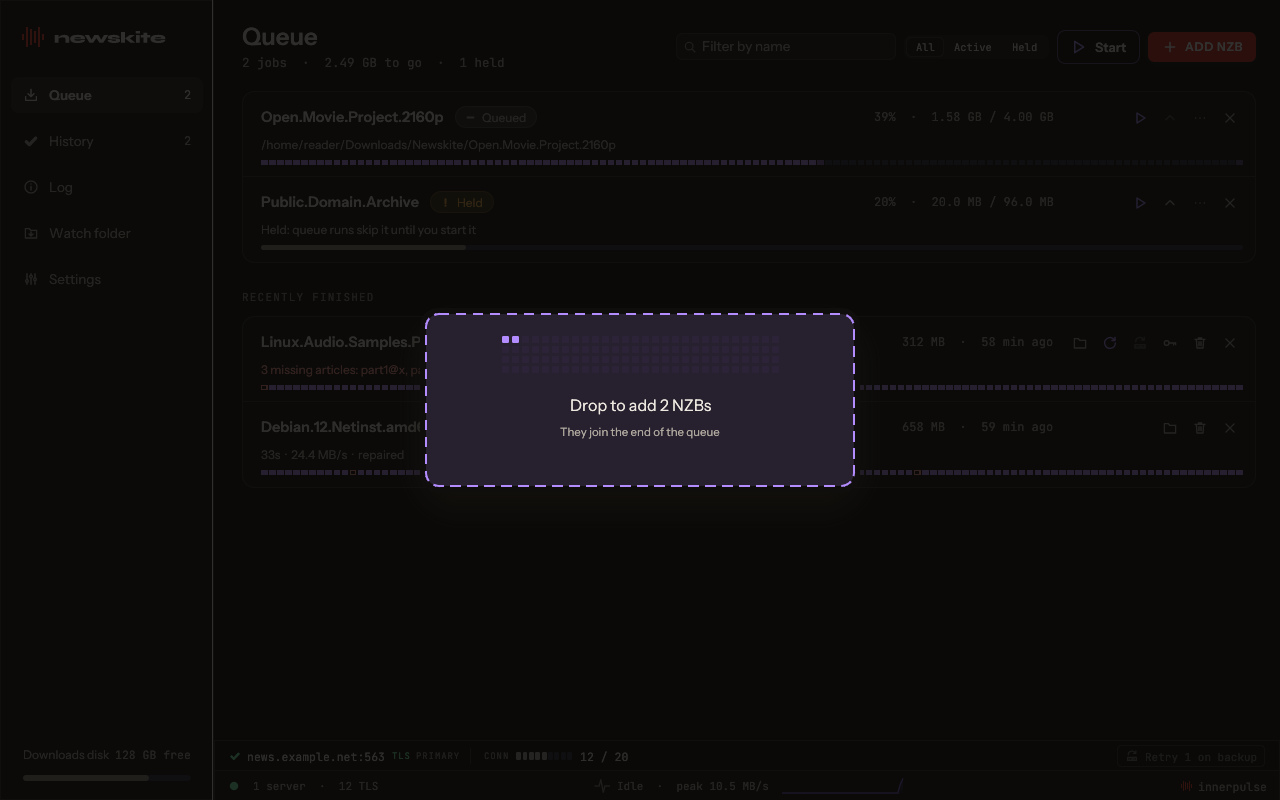 newskite
Queue 2
History 2
Log
Watch folder
Settings
Downloads disk 128 GB free
Queue
2 jobs · 2.49 GB to go · 1 held
Filter by name
All Active Held
Start
ADD NZB
Open.Movie.Project.2160p Queued 39% · 1.58 GB / 4.00 GB
/home/reader/Downloads/Newskite/Open.Movie.Project.2160p
Public.Domain.Archive Held 20% · 20.0 MB / 96.0 MB
Held: queue runs skip it until you start it
RECENTLY FINISHED
Linux.Audio.Samples.P 312 MB · 58 min ago
3 missing articles: part1@x, pa
Debian.12.Netinst.amd 658 MB · 59 min ago
33s · 24.4 MB/s · repaired
Drop to add 2 NZBs
They join the end of the queue
news.example.net:563 TLS PRIMARY CONN 12 / 20 Retry 1 on backup
1 server · 12 TLS Idle · peak 18.5 MB/s innerpulse